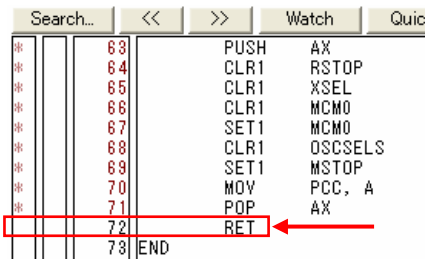 Search... << >> Watch Quic
* 63 PUSH AX
* 64 CLR1 RSTOP
* 65 CLR1 XSEL
* 66 CLR1 MCM0
* 67 SET1 MCM0
* 68 CLR1 OSCSELS
* 69 SET1 MSTOP
* 70 MOV PCC, A
* 71 POP AX
72 RET
73 END